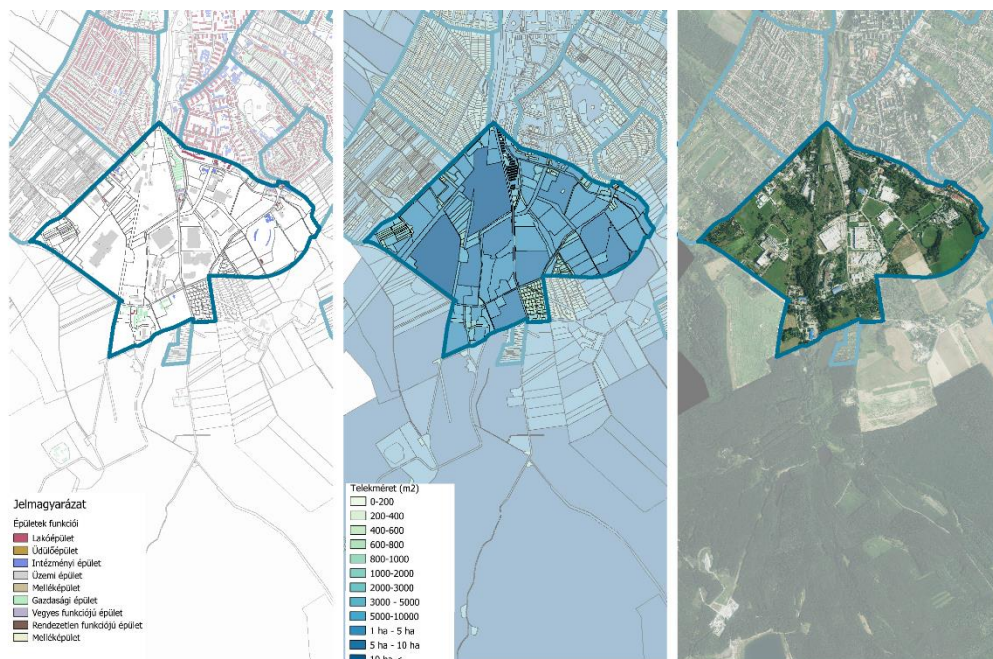 Jelmagyarázat
Épületek funkciói
Lakóépület
Üdülőépület
Intézményi épület
Üzemi épület
Melléképület
Gazdasági épület
Vegyes funkciójú épület
Rendezetlen funkciójú épület
Melléképület
Telekméret (m2)
0-200
200-400
400-600
600-800
800-1000
1000-2000
2000-3000
3000 - 5000
5000-10000
1 ha - 5 ha
5 ha - 10 ha
10 ha <